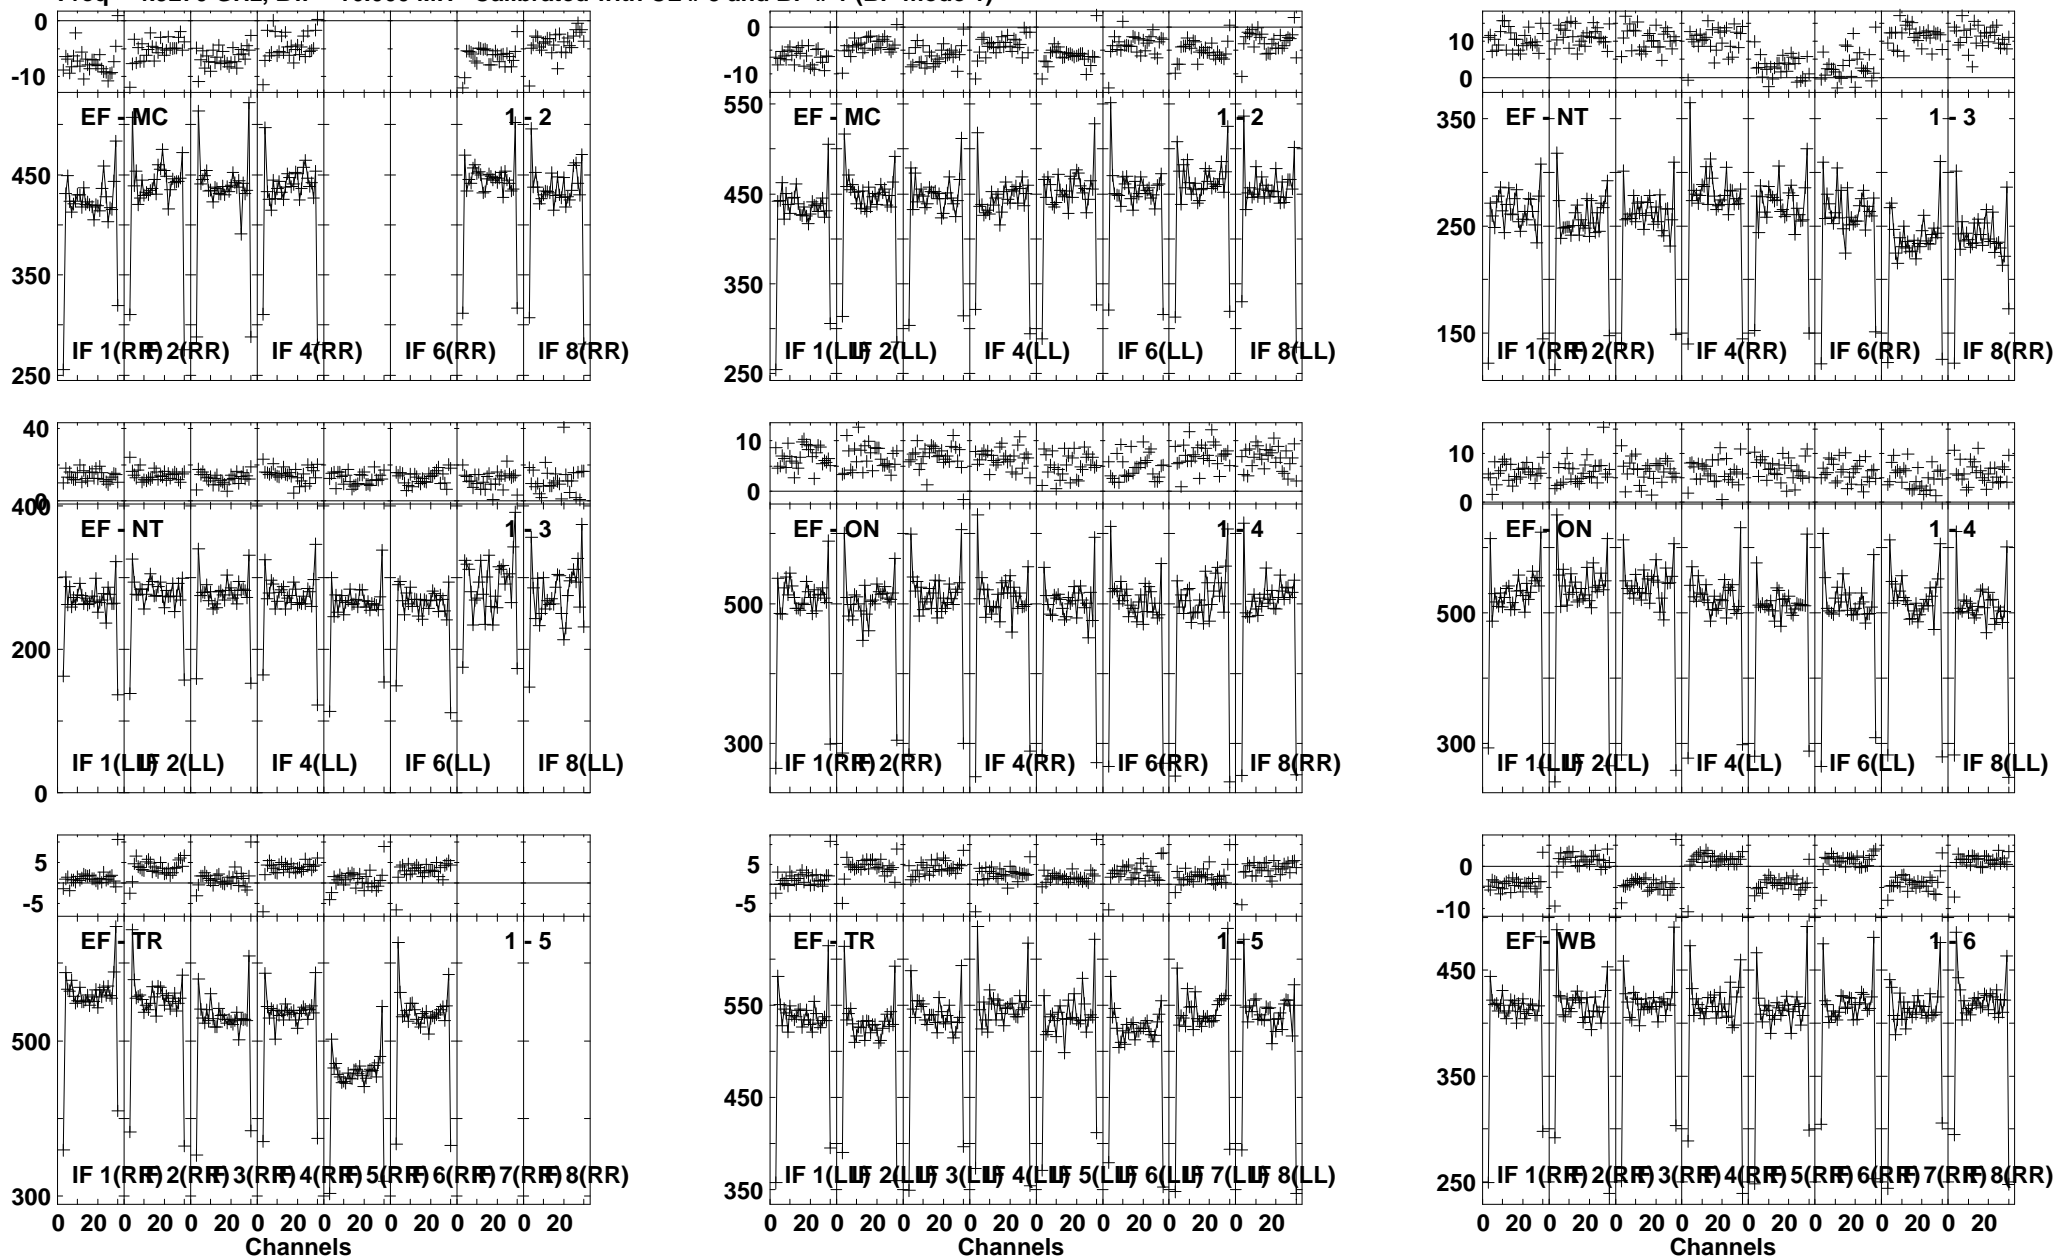 0
-10
EF - MC
1 - 2
450
350
250
IF 1(RR)
IF 2(RR)
IF 4(RR)
IF 6(RR)
IF 8(RR)
0
-10
550
EF - MC
1 - 2
450
350
250
IF 1(LL)
IF 2(LL)
IF 4(LL)
IF 6(LL)
IF 8(LL)
10
0
350
EF - NT
1 - 3
250
150
IF 1(RR)
IF 2(RR)
IF 4(RR)
IF 6(RR)
IF 8(RR)
40
0
400
EF - NT
1 - 3
200
0
IF 1(LL)
IF 2(LL)
IF 4(LL)
IF 6(LL)
IF 8(LL)
10
0
EF - ON
1 - 4
500
300
IF 1(RR)
IF 2(RR)
IF 4(RR)
IF 6(RR)
IF 8(RR)
10
0
EF - ON
1 - 4
500
300
IF 1(LL)
IF 2(LL)
IF 4(LL)
IF 6(LL)
IF 8(LL)
5
-5
EF - TR
1 - 5
500
300
IF 1(RR)
IF 2(RR)
IF 3(RR)
IF 4(RR)
IF 5(RR)
IF 6(RR)
IF 7(RR)
IF 8(RR)
0 20 0 20 0 20 0 20 0 20 0 20 0 20 0 20
Channels
5
-5
EF - TR
1 - 5
550
450
350
IF 1(LL)
IF 2(LL)
IF 3(LL)
IF 4(LL)
IF 5(LL)
IF 6(LL)
IF 7(LL)
IF 8(LL)
0 20 0 20 0 20 0 20 0 20 0 20 0 20 0 20
Channels
0
-10
EF - WB
1 - 6
450
350
250
IF 1(RR)
IF 2(RR)
IF 3(RR)
IF 4(RR)
IF 5(RR)
IF 6(RR)
IF 7(RR)
IF 8(RR)
0 20 0 20 0 20 0 20 0 20 0 20 0 20 0 20
Channels